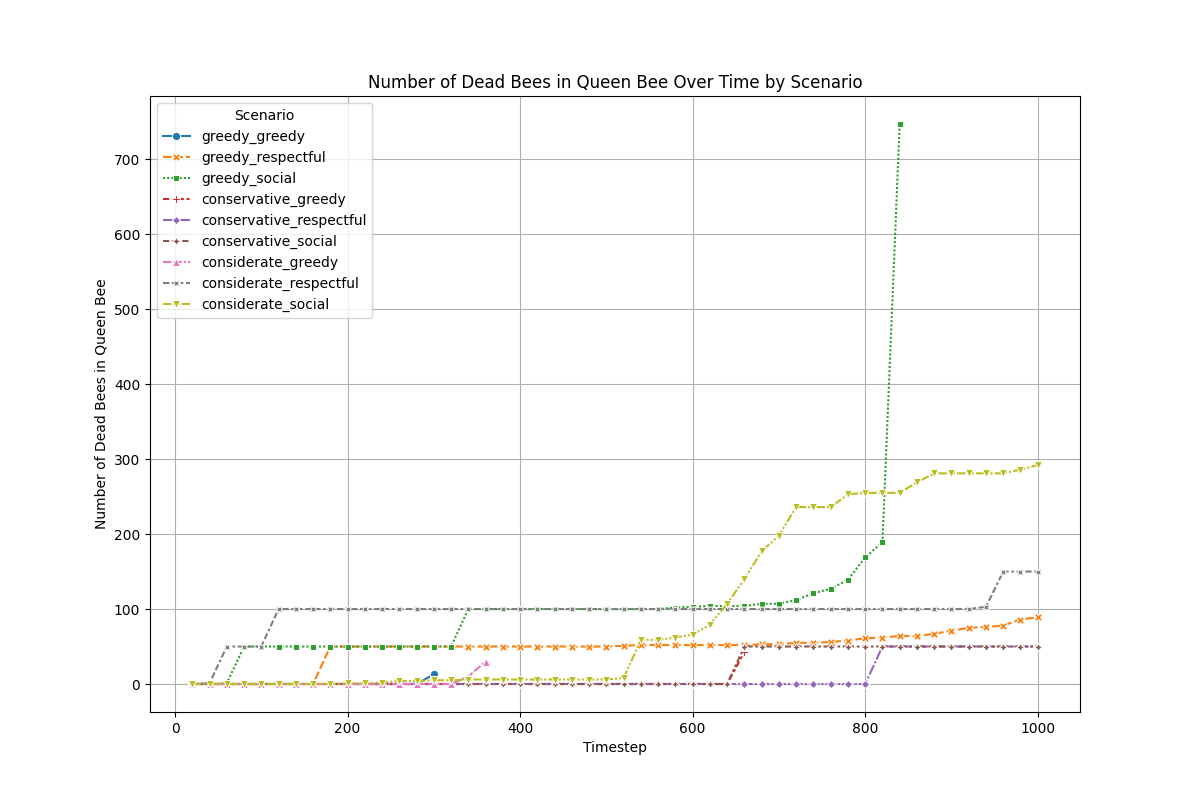 Number of Dead Bees in Queen Bee Over Time by Scenario
Scenario
greedy_greedy
greedy_respectful
greedy_social
conservative_greedy
conservative_respectful
conservative_social
considerate_greedy
considerate_respectful
considerate_social
Number of Dead Bees in Queen Bee
700
600
500
400
300
200
100
0
0 200 400 600 800 1000
Timestep